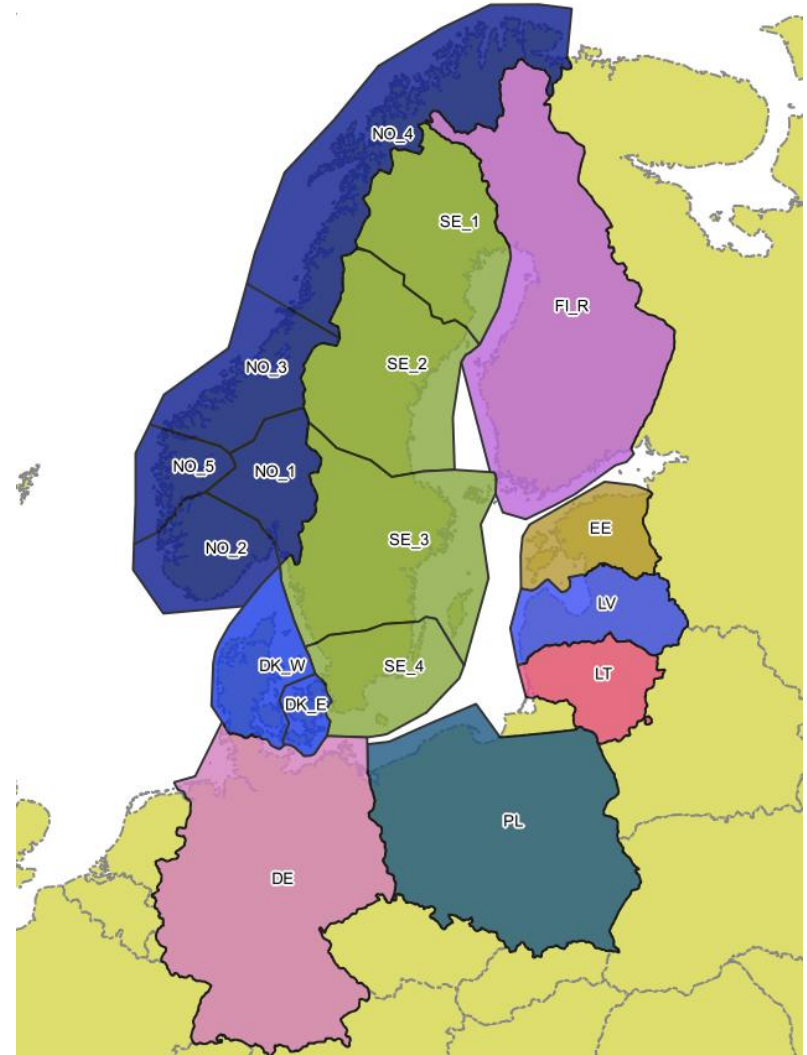 NO_4
SE_1
FI_R
NO_3
SE_2
NO_5
NO_1
EE
SE_3
NO_2
LV
DK_W
SE_4
LT
DK_E
PL
DE